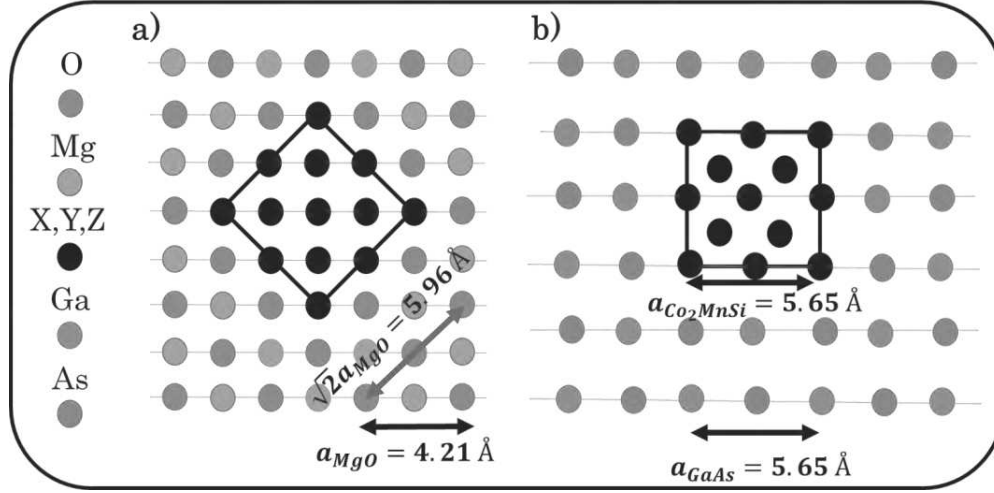 a)
b)
O
Mg
X,Y,Z
Ga
As
√2a_MgO = 5.96 Å
a_MgO = 4.21 Å
a_Co₂MnSi = 5.65 Å
a_GaAs = 5.65 Å